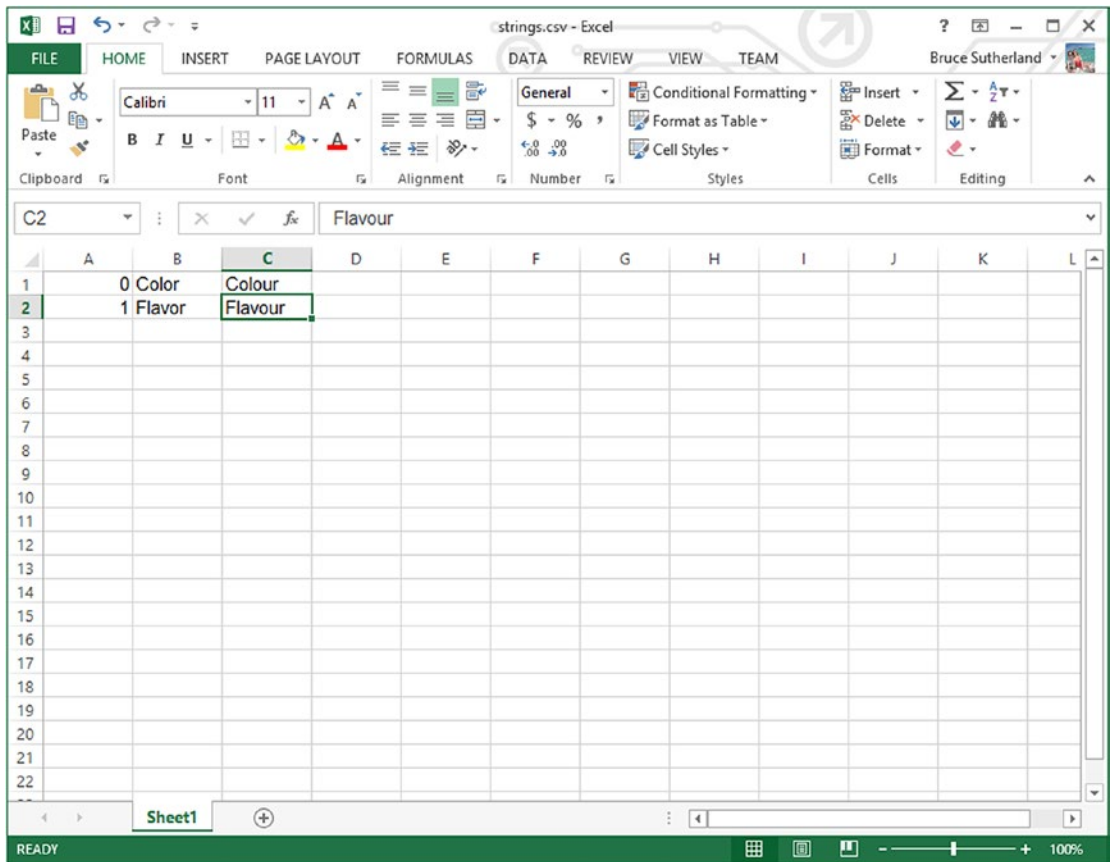 strings.csv - Excel
?
FILE HOME INSERT PAGE LAYOUT FORMULAS DATA REVIEW VIEW TEAM Bruce Sutherland
Paste
Calibri 11 A A
B I U A
General
$ % ,
.00 .00
Conditional Formatting
Format as Table
Cell Styles
Insert
Delete
Format
Clipboard Font Alignment Number Styles Cells Editing
C2 fx Flavour
A B C D E F G H I J K L
1 0 Color Colour
2 1 Flavor Flavour
3
4
5
6
7
8
9
10
11
12
13
14
15
16
17
18
19
20
21
22
Sheet1
READY 100%